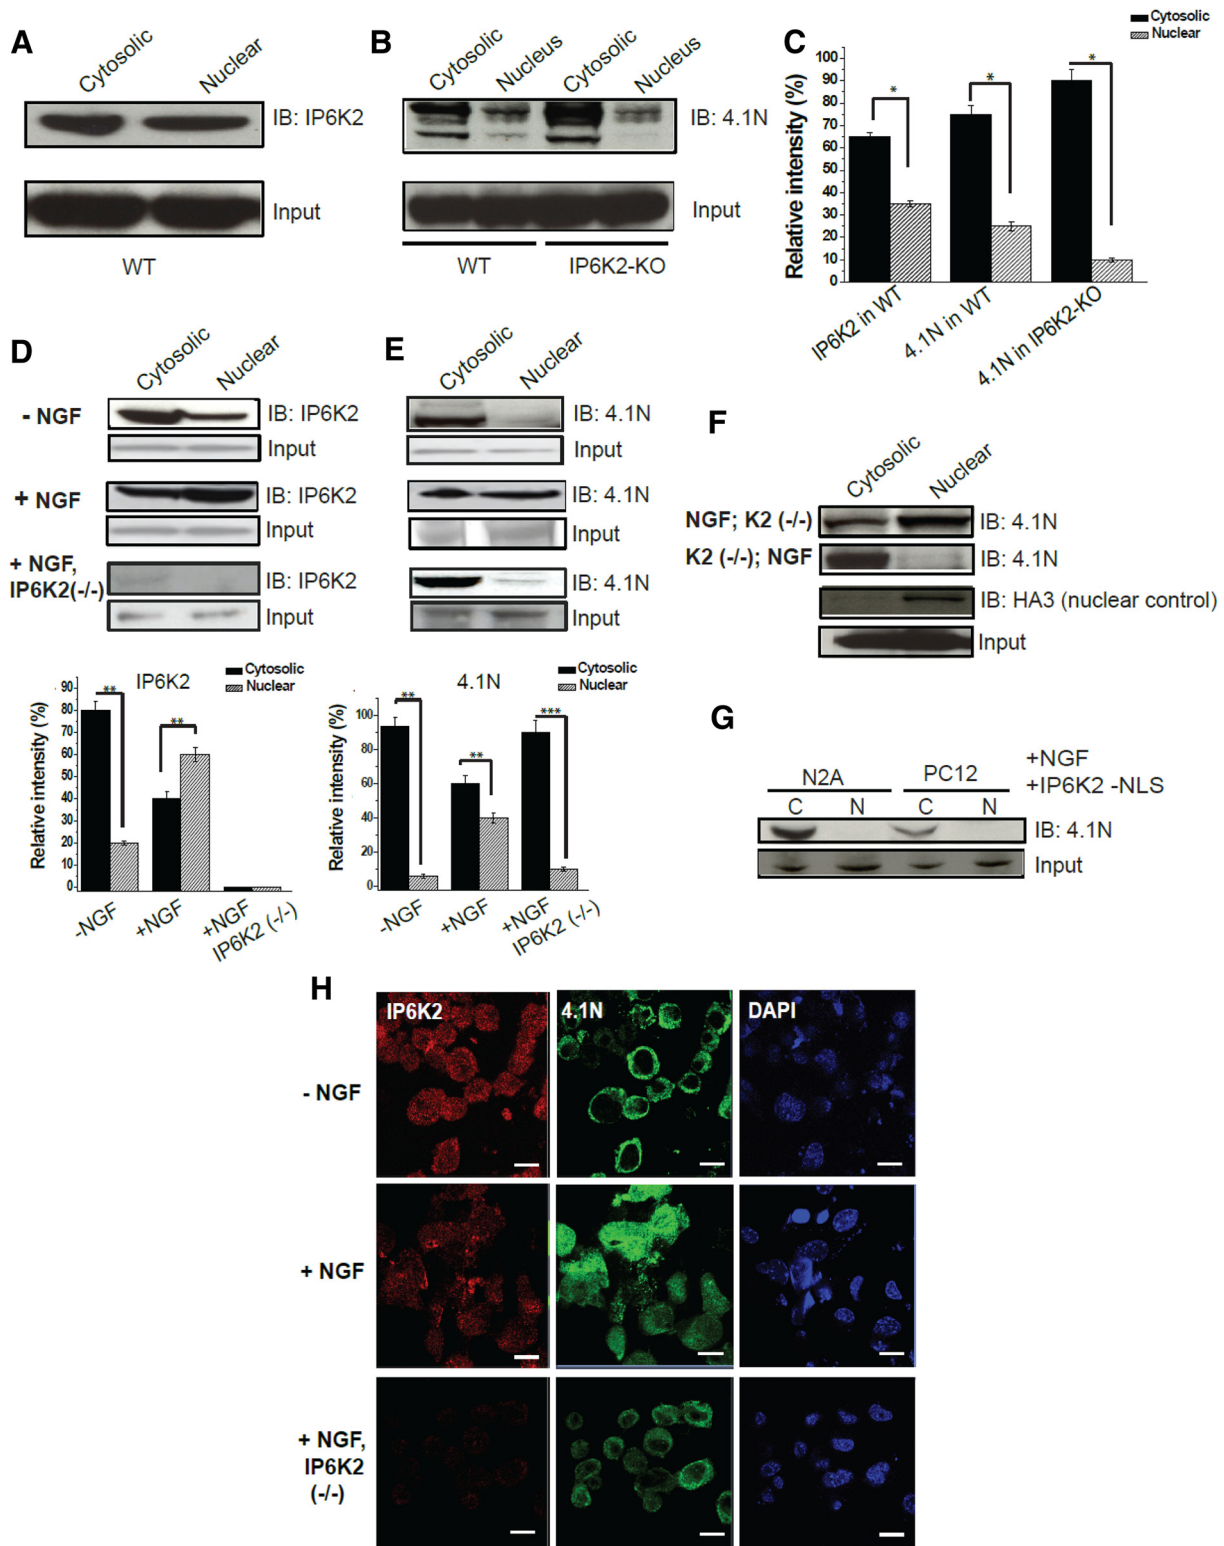 A
Cytosolic
Nuclear
IB: IP6K2
Input
WT
B
Cytosolic
Nucleus
Cytosolic
Nucleus
IB: 4.1N
Input
WT
IP6K2-KO
C
Cytosolic
Nuclear
Relative intensity (%)
100
90
80
70
60
50
40
30
20
10
0
*
*
*
IP6K2 in WT
4.1N in WT
4.1N in IP6K2-KO
D
Cytosolic
Nuclear
- NGF
IB: IP6K2
Input
+ NGF
IB: IP6K2
Input
+ NGF,
IP6K2(-/-)
IB: IP6K2
Input
IP6K2
Cytosolic
Nuclear
Relative intensity (%)
90
80
70
60
50
40
30
20
10
0
**
**
-NGF
+NGF
+NGF
IP6K2 (-/-)
E
Cytosolic
Nuclear
IB: 4.1N
Input
IB: 4.1N
Input
IB: 4.1N
Input
4.1N
Cytosolic
Nuclear
Relative intensity (%)
100
80
60
40
20
0
**
**
***
-NGF
+NGF
+NGF
IP6K2 (-/-)
F
Cytosolic
Nuclear
NGF; K2 (-/-)
IB: 4.1N
K2 (-/-); NGF
IB: 4.1N
IB: HA3 (nuclear control)
Input
G
N2A
PC12
+NGF
+IP6K2 -NLS
C
N
C
N
IB: 4.1N
Input
H
IP6K2
4.1N
DAPI
- NGF
+ NGF
+ NGF,
IP6K2
(-/-)